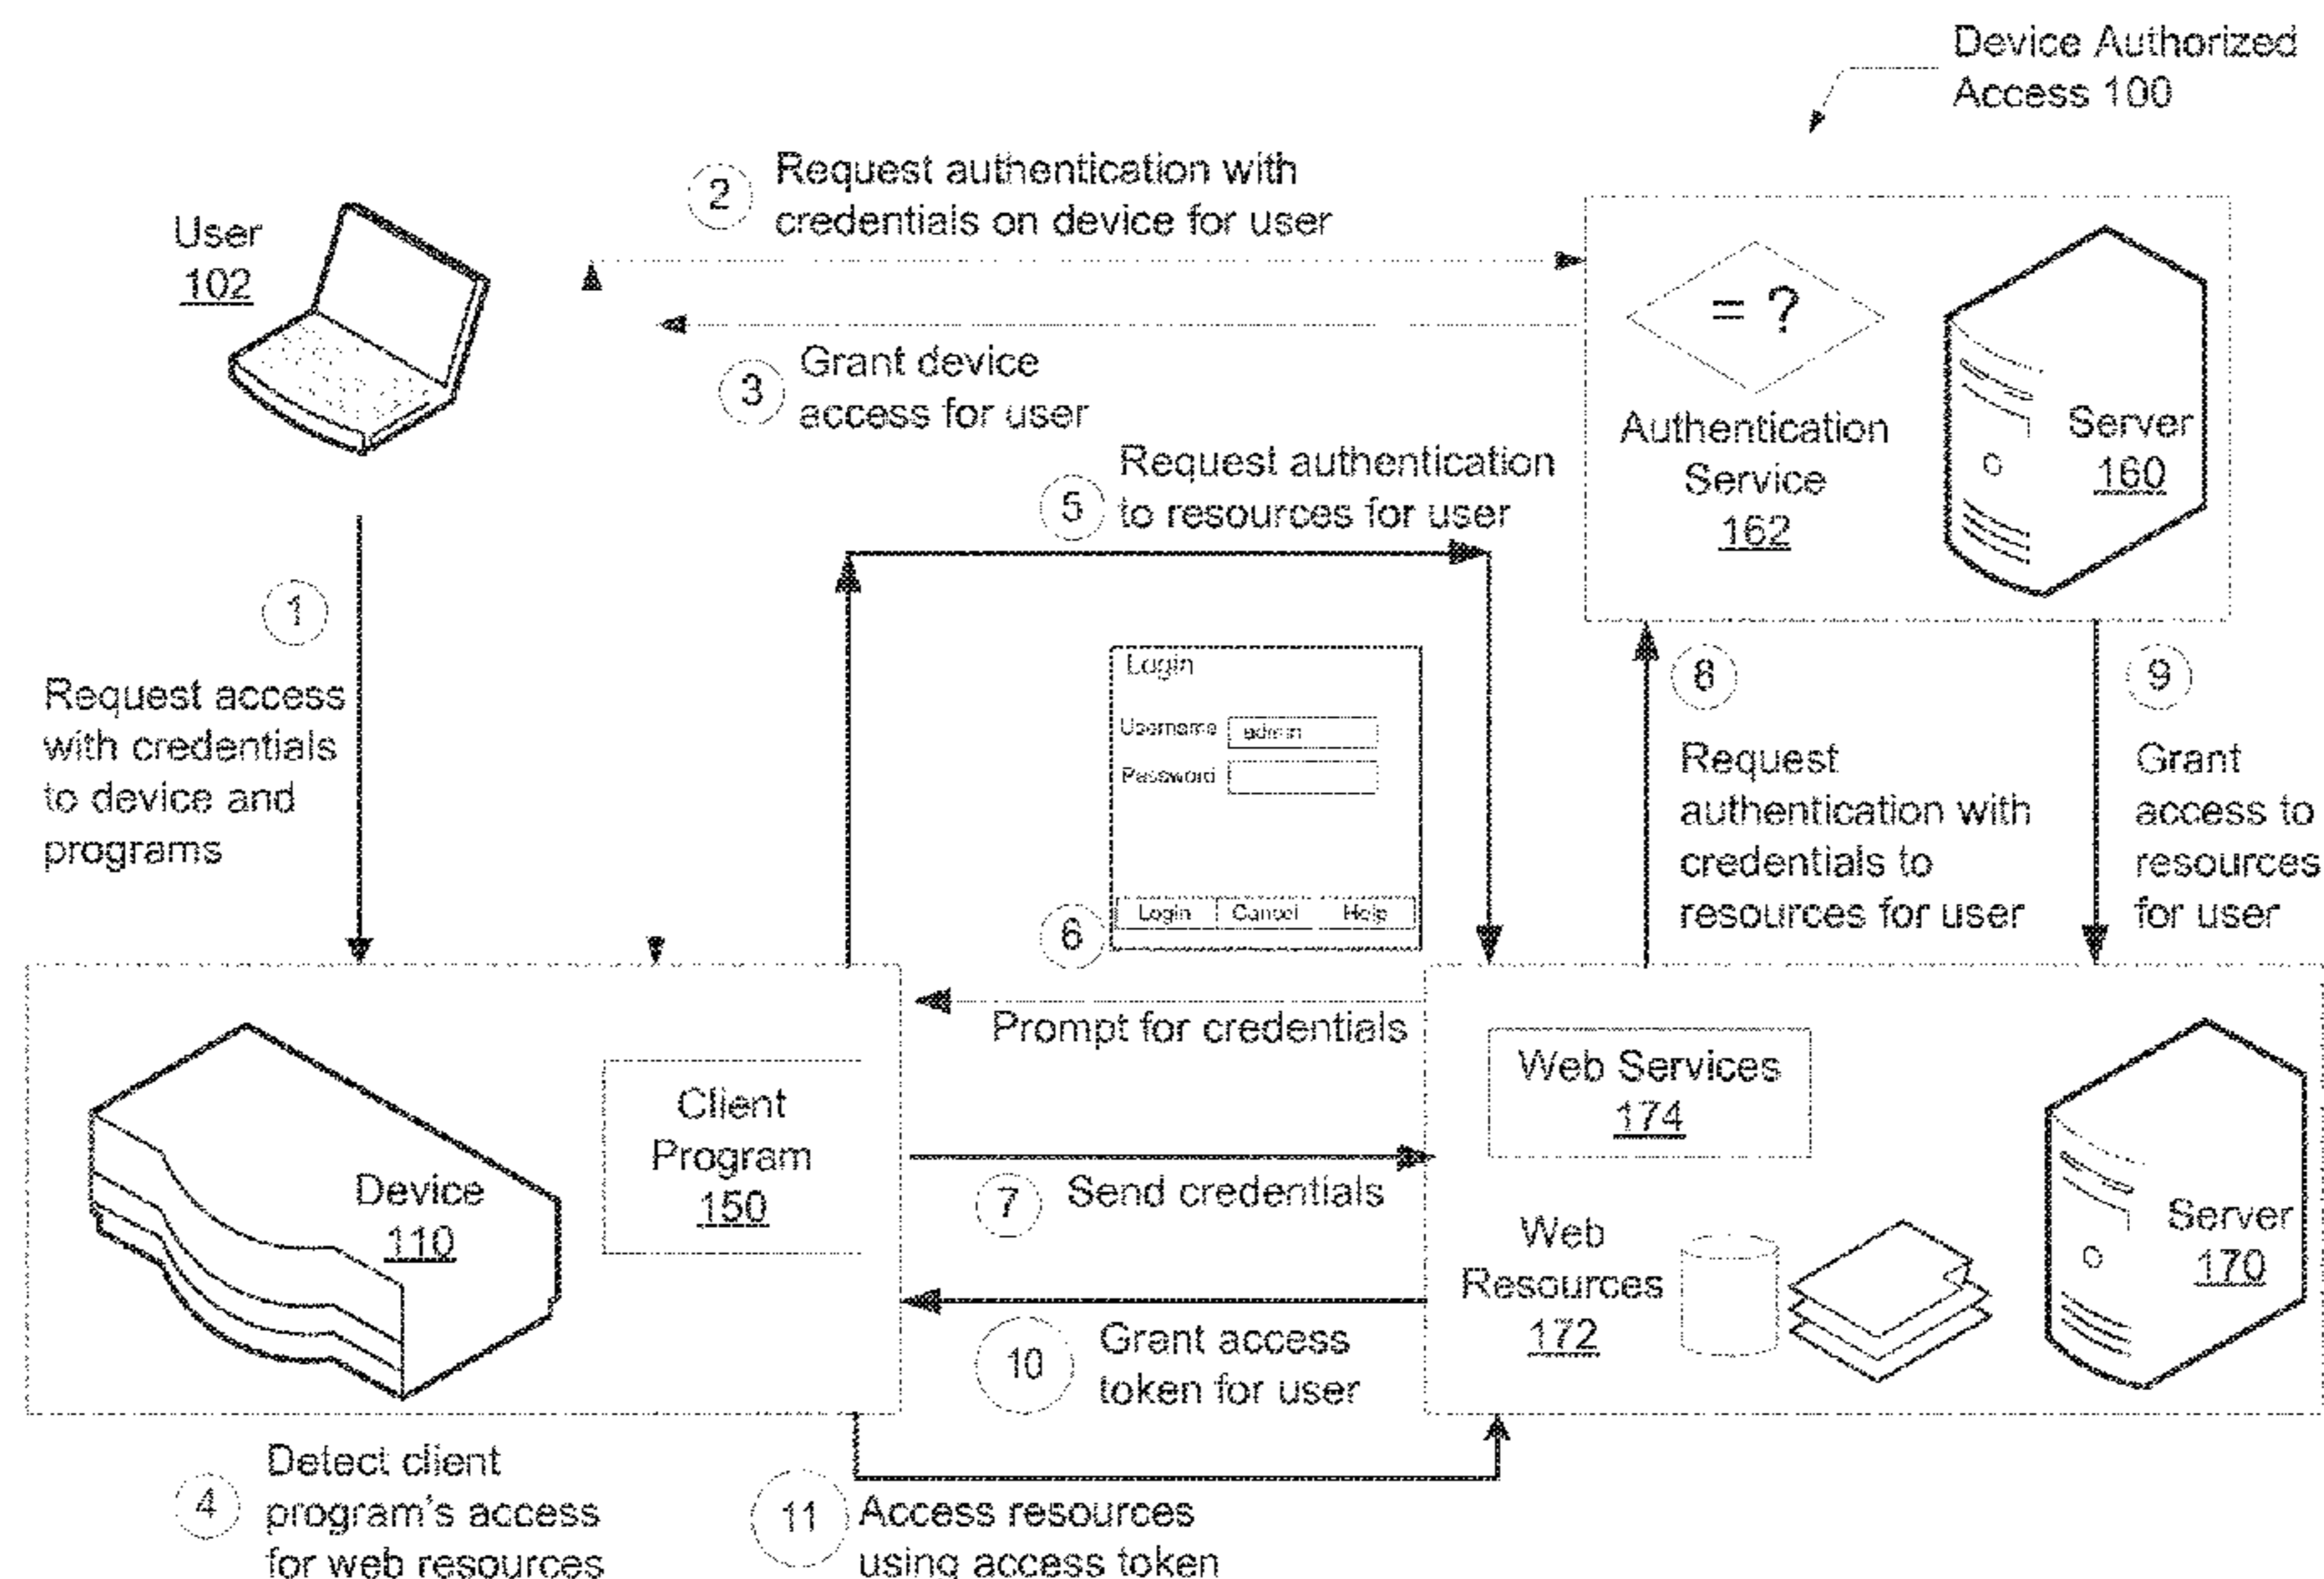 Device Authorized
Access 100
2
Request authentication with
credentials on device for user
User
102
= ?
3
Grant device
access for user
Authentication
Service
162
Server
160
5
Request authentication
to resources for user
1
Request access
with credentials
to device and
programs
Login
Username
admin
Password
Login
Cancel
Help
6
8
Request
authentication with
credentials to
resources for user
9
Grant
access to
resources
for user
Prompt for credentials
Device
110
Client
Program
150
7
Send credentials
Web Services
174
Web
Resources
172
Server
170
10
Grant access
token for user
4
Detect client
program's access
for web resources
11
Access resources
using access token